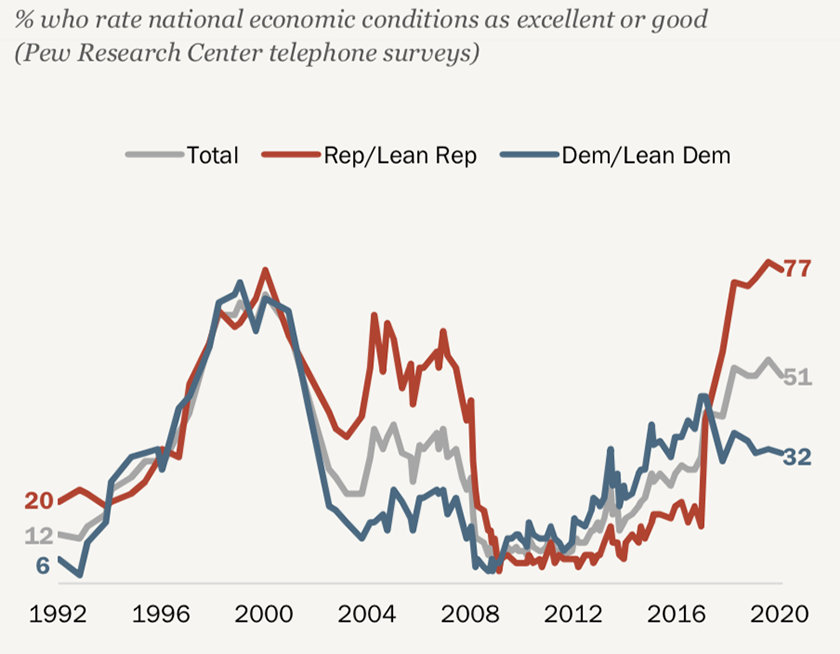 % who rate national economic conditions as excellent or good
(Pew Research Center telephone surveys)
Total Rep/Lean Rep Dem/Lean Dem
77
51
32
20
12
6
1992 1996 2000 2004 2008 2012 2016 2020